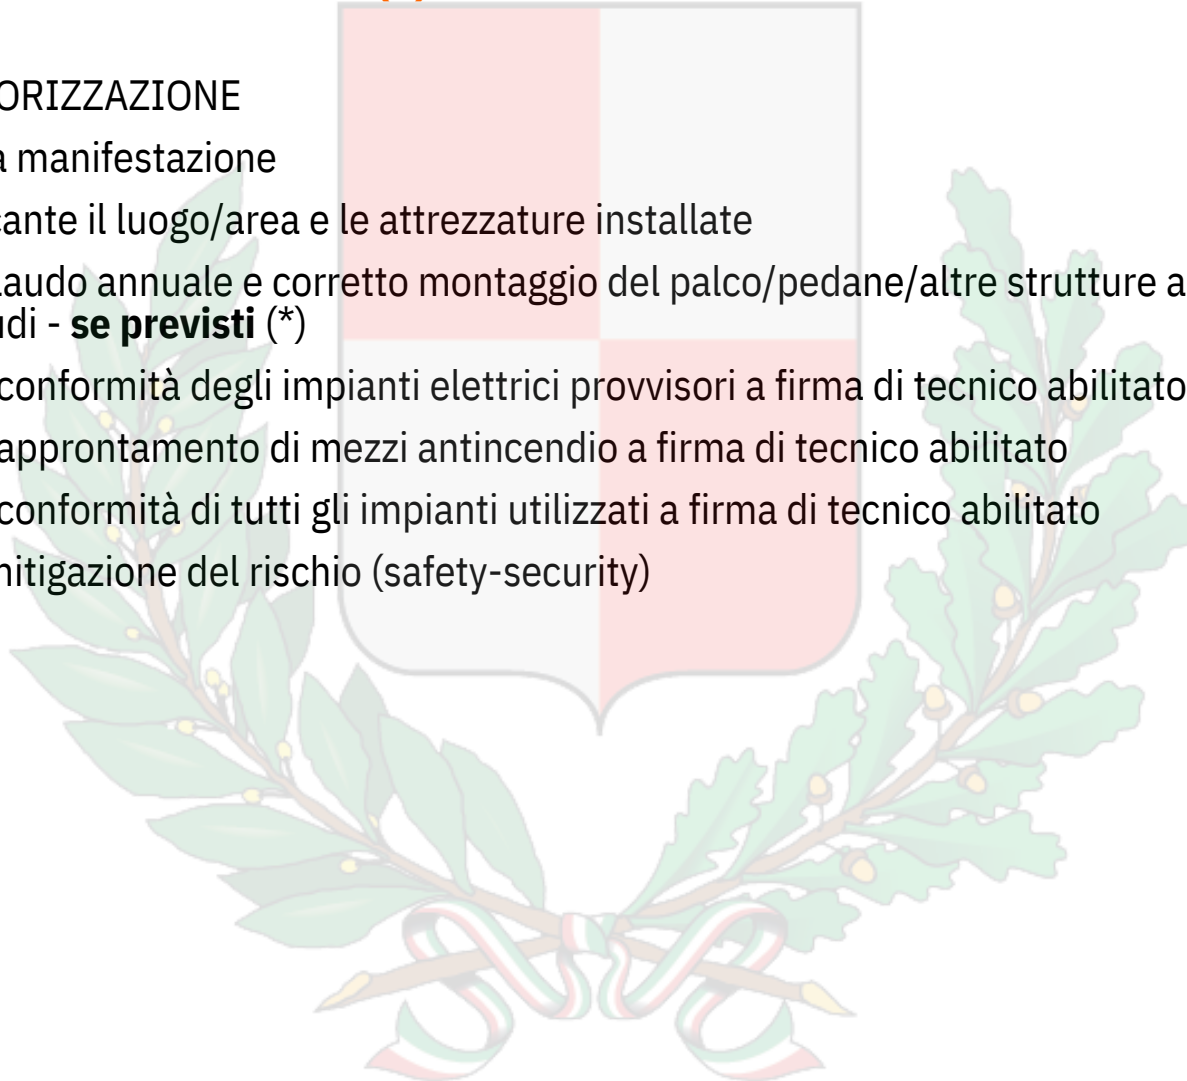 ORIZZAZIONE
a manifestazione
cante il luogo/area e le attrezzature installate
laudo annuale e corretto montaggio del palco/pedane/altre strutture a
udi - se previsti (*)
conformità degli impianti elettrici provvisori a firma di tecnico abilitato
approntamento di mezzi antincendio a firma di tecnico abilitato
conformità di tutti gli impianti utilizzati a firma di tecnico abilitato
mitigazione del rischio (safety-security)